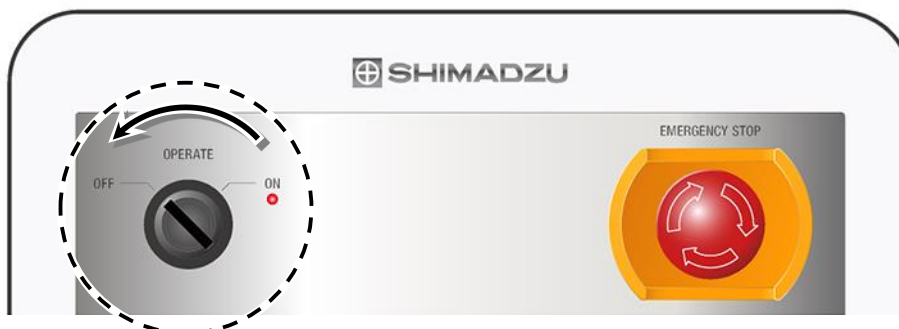 SHIMADZU
EMERGENCY STOP
OPERATE
OFF
ON